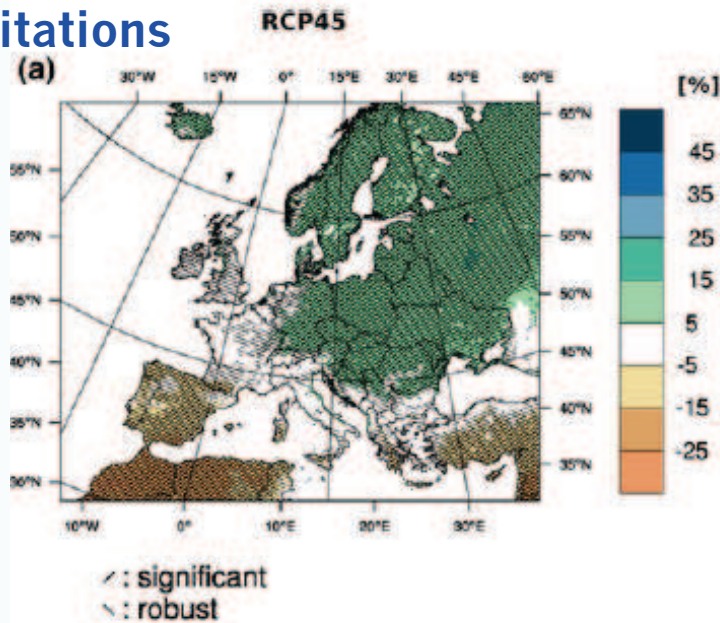 itations
RCP45
(a)
30°W 15°W 0° 15°E 30°E 45°E 60°E
[%]
65°N
55°N
60°N
45
50°N
55°N
35
25
45°N
50°N
15
5
40°N
45°N
-5
35°N
40°N
-15
-25
30°N
35°N
10°W 0° 10°E 20°E 30°E
: significant
: robust